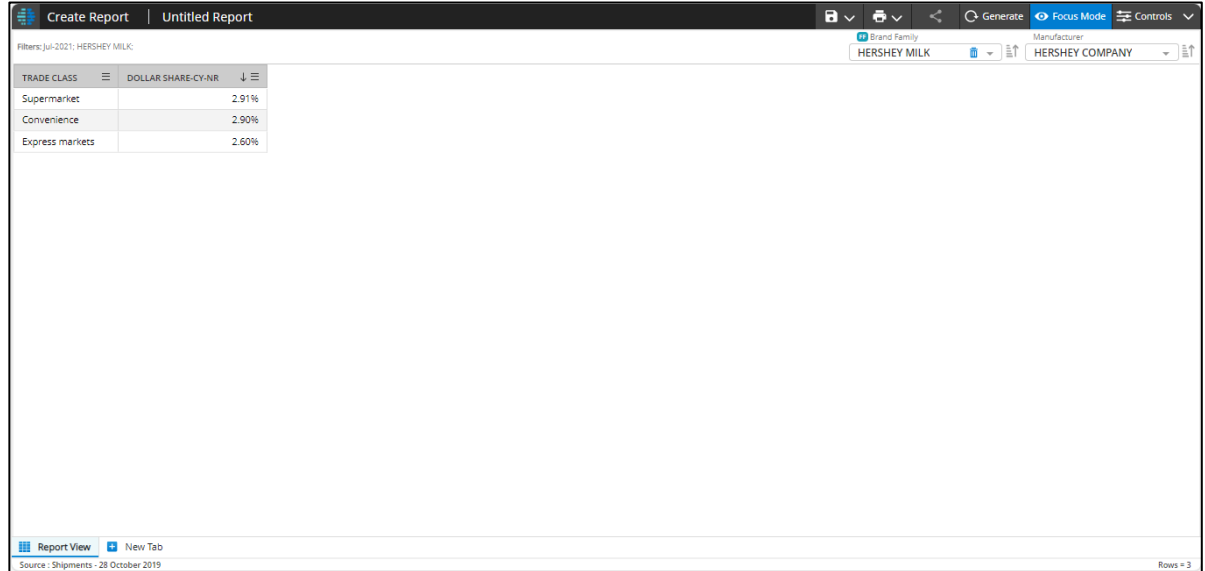 Create Report | Untitled Report
Generate
Focus Mode
Controls
Filters: Jul-2021; HERSHEY MILK;
FF Brand Family
HERSHEY MILK
Manufacturer
HERSHEY COMPANY
TRADE CLASS DOLLAR SHARE-CY-NR
Supermarket 2.91%
Convenience 2.90%
Express markets 2.60%
Report View
New Tab
Source : Shipments - 28 October 2019
Rows = 3